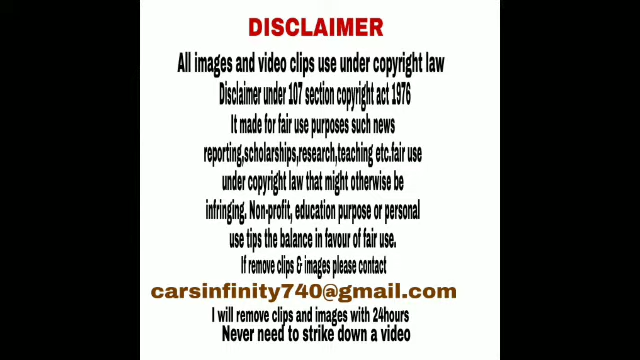 DISCLAIMER
All images and video clips use under copyright law
Disclaimer under 107 section copyright act 1976
It made for fair use purposes such news
reporting,scholarships,research,teaching etc.fair use
under copyright law that might otherwise be
infringing. Non-profit, education purpose or personal
use tips the balance in favour of fair use.
If remove clips & images please contact
carsinfinity740@gmail.com
I will remove clips and images with 24hours
Never need to strike down a video